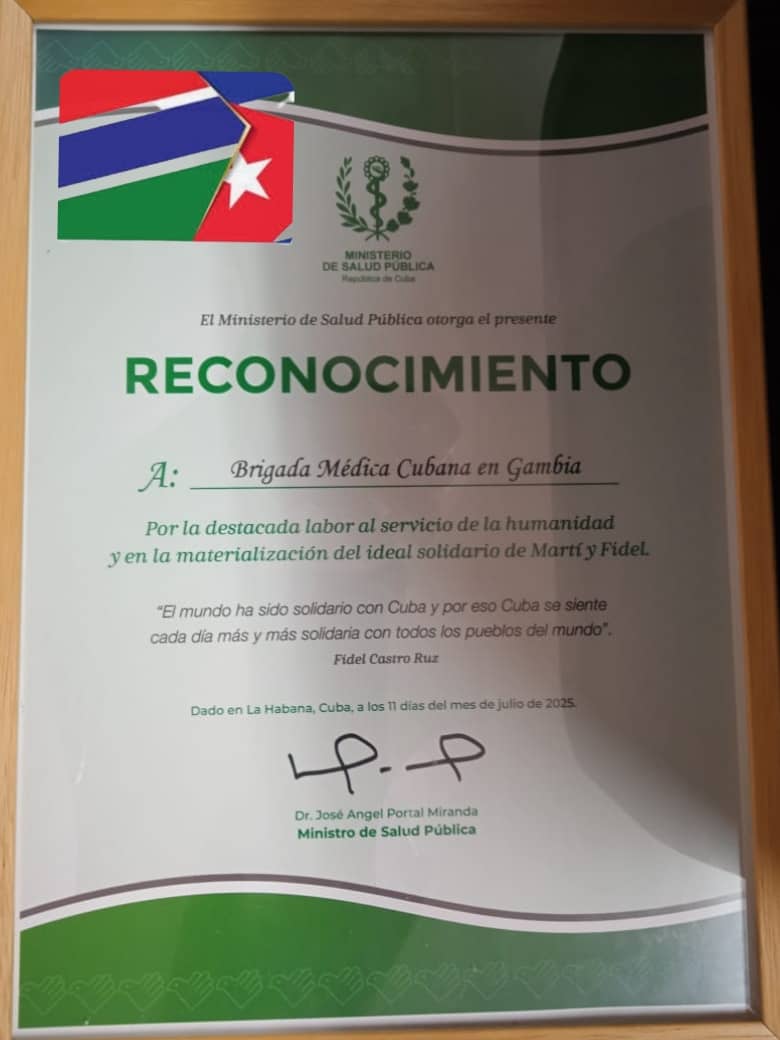 MINISTERIO
DE SALUD PÚBLICA
República de Cuba
El Ministerio de Salud Pública otorga el presente
RECONOCIMIENTO
A: Brigada Médica Cubana en Gambia
Por la destacada labor al servicio de la humanidad
y en la materialización del ideal solidario de Martí y Fidel.
“El mundo ha sido solidario con Cuba y por eso Cuba se siente
cada día más y más solidaria con todos los pueblos del mundo”.
Fidel Castro Ruz
Dado en La Habana, Cuba, a los 11 días del mes de julio de 2025.
Dr. José Angel Portal Miranda
Ministro de Salud Pública